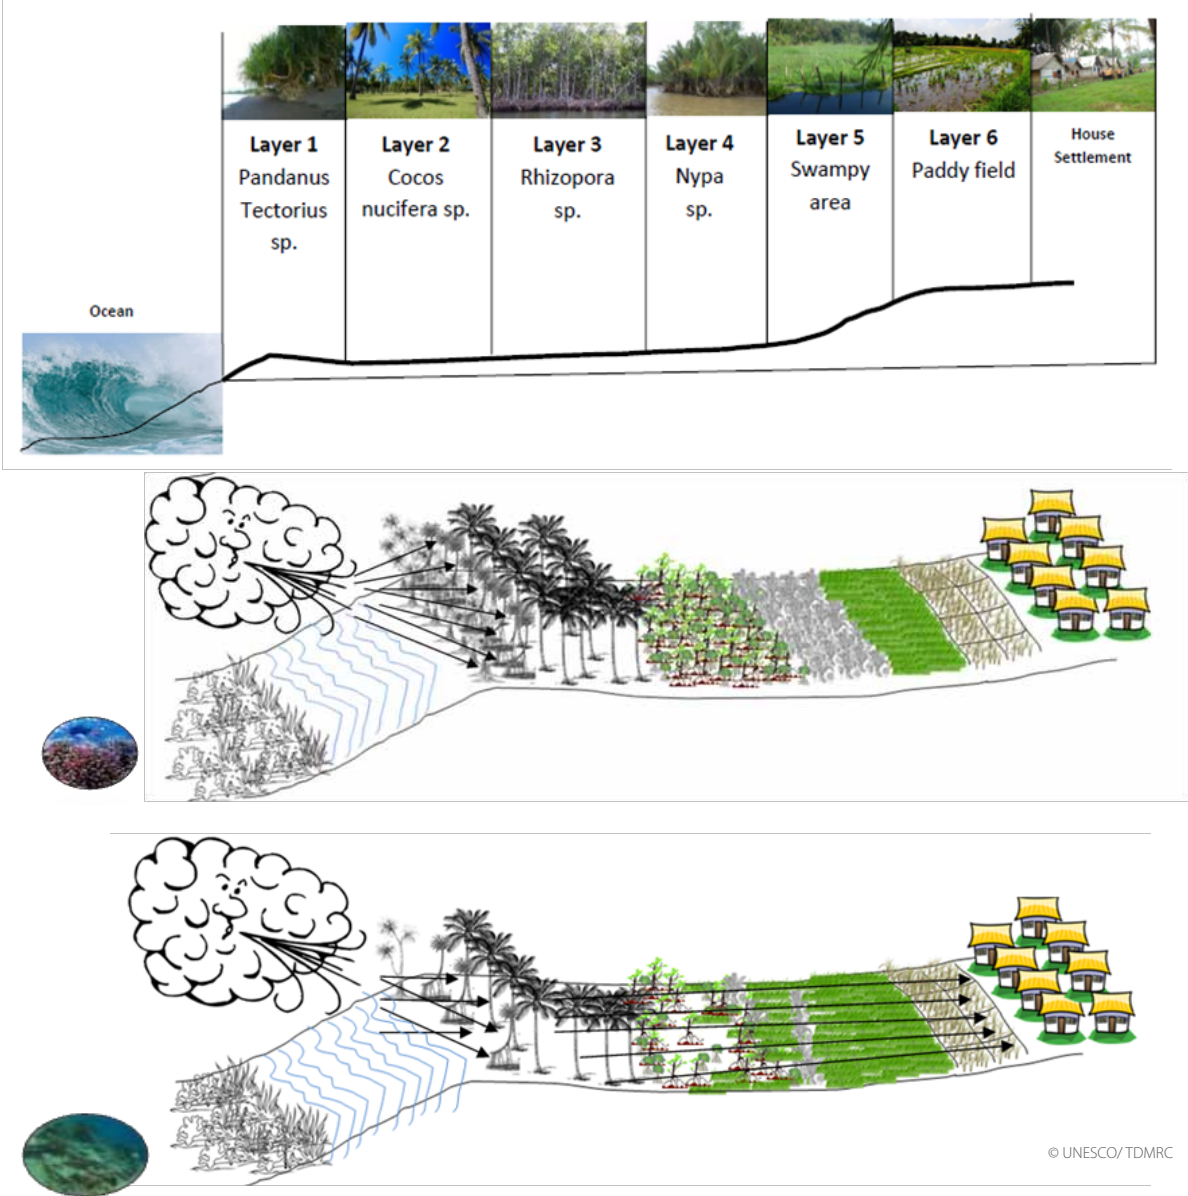 Layer 1
Pandanus
Tectorius
sp.
Layer 2
Cocos
nucifera sp.
Layer 3
Rhizopora
sp.
Layer 4
Nypa
sp.
Layer 5
Swampy
area
Layer 6
Paddy field
House
Settlement
Ocean
© UNESCO/ TDMRC